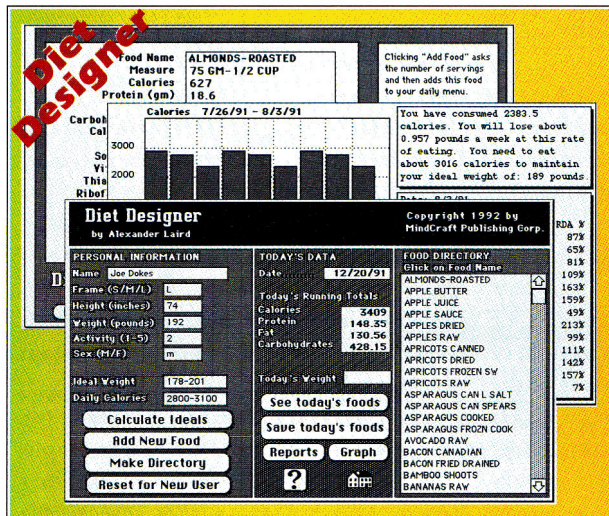 Diet
Designer
Food Name ALMONDS-ROASTED
Measure 75 GM-1/2 CUP
Calories 627
Protein (gm) 18.6
Carboh
Cal
So
Vi
Thia
Ribof
Clicking "Add Food" asks
the number of servings
and then adds this food
to your daily menu.
Calories 7/26/91 - 8/3/91
3000
2000
You have consumed 2383.5
calories. You will lose about
0.957 pounds a week at this rate
of eating. You need to eat
about 3016 calories to maintain
your ideal weight of: 189 pounds
RDA %
87%
65%
81%
109%
163%
159%
49%
213%
99%
111%
142%
157%
7%
Diet Designer
by Alexander Laird
Copyright 1992 by
MindCraft Publishing Corp.
PERSONAL INFORMATION
Name Joe Dokes
Frame (S/M/L) L
Height (inches) 74
Weight (pounds) 192
Activity (1-5) 2
Sex (M/F) m
Ideal Weight 178-201
Daily Calories 2800-3100
Calculate Ideals
Add New Food
Make Directory
Reset for New User
TODAY'S DATA
Date........ 12/20/91
Today's Running Totals
Calories 3409
Protein 148.35
Fat 130.56
Carbohydrates 428.15
Today's Weight
See today's foods
Save today's foods
Reports Graph
?
FOOD DIRECTORY
Click on Food Name
ALMONDS-ROASTED
APPLE BUTTER
APPLE JUICE
APPLE SAUCE
APPLES DRIED
APPLES RAW
APRICOTS CANNED
APRICOTS DRIED
APRICOTS FROZEN SW
APRICOTS RAW
ASPARAGUS CAN L SALT
ASPARAGUS CAN SPEARS
ASPARAGUS COOKED
ASPARAGUS FROZN COOK
AVOCADO RAW
BACON CANADIAN
BACON FRIED DRAINED
BAMBOO SHOOTS
BANANAS RAW